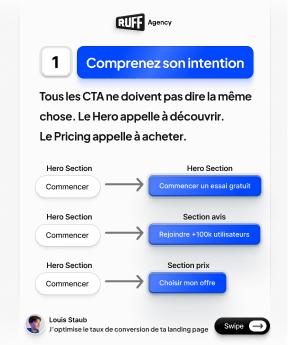 RUFF Agency
1 Comprenez son intention
Tous les CTA ne doivent pas dire la même
chose. Le Hero appelle à découvrir.
Le Pricing appelle à acheter.
Hero Section Hero Section
Commencer Commencer un essai gratuit
Hero Section Section avis
Commencer Rejoindre +100k utilisateurs
Hero Section Section prix
Commencer Choisir mon offre
Louis Staub
J'optimise le taux de conversion de ta landing page
Swipe